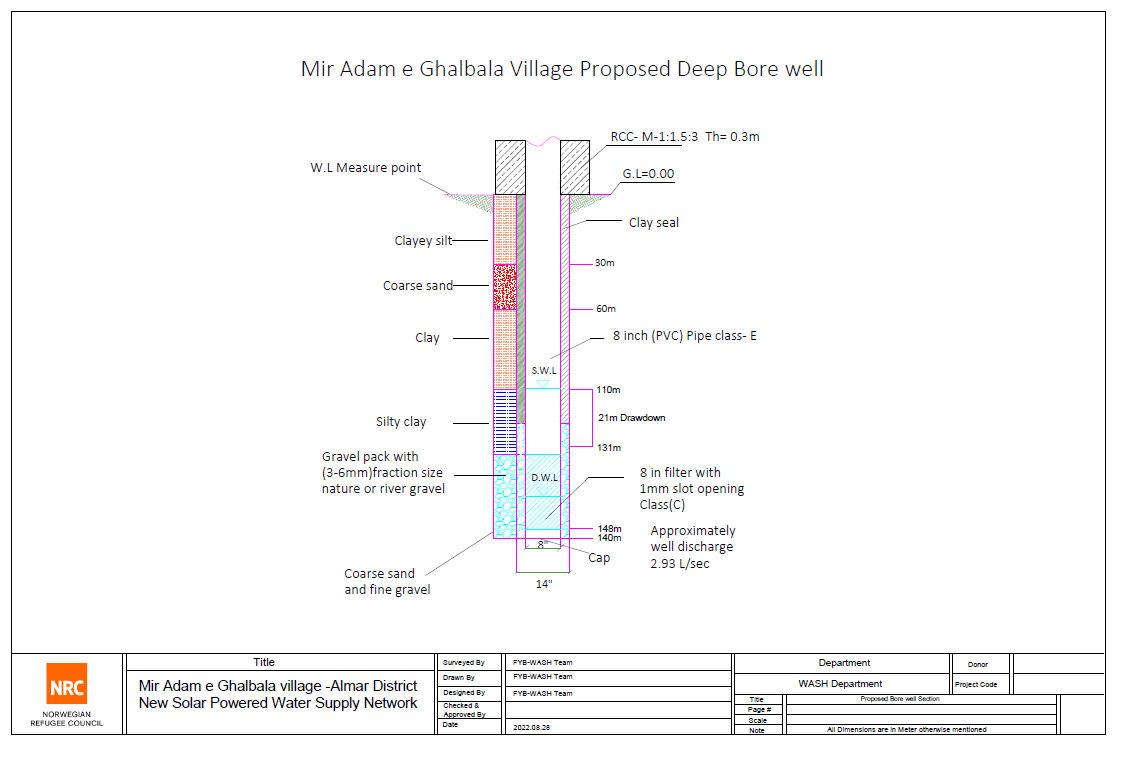 Mir Adam e Ghalbala Village Proposed Deep Bore well
RCC- M-1:1.5:3 Th= 0.3m
W.L Measure point
G.L=0.00
Clay seal
Clayey silt
30m
Coarse sand
60m
Clay
8 inch (PVC) Pipe class- E
S.W.L
110m
21m Drawdown
Silty clay
131m
Gravel pack with
(3-6mm)fraction size
nature or river gravel
D.W.L
8 in filter with
1mm slot opening
Class(C)
148m
140m
Approximately
well discharge
2.93 L/sec
8"
Cap
14"
Coarse sand
and fine gravel
NRC
NORWEGIAN
REFUGEE COUNCIL
Title
Mir Adam e Ghalbala village -Almar District
New Solar Powered Water Supply Network
Surveyed By FYB-WASH Team
Drawn By FYB-WASH Team
Designed By FYB-WASH Team
Checked &
Approved By
Date 2022.08.28
Department
WASH Department
Donor
Project Code
Title Proposed Bore well Section
Page #
Scale
Note All Dimensions are in Meter otherwise mentioned